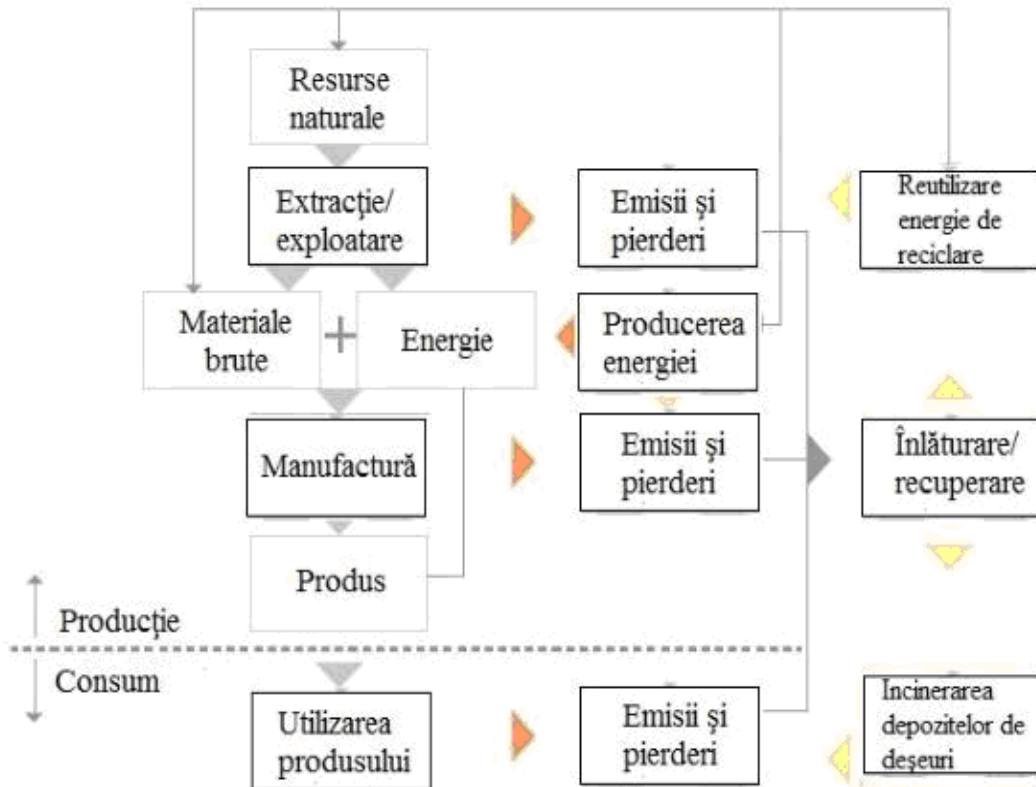 Resurse
naturale
Extracţie/
exploatare
Emisii şi
pierderi
Reutilizare
energie de
reciclare
Materiale
brute
+
Energie
Producerea
energiei
Manufactură
Emisii şi
pierderi
Înlăturare/
recuperare
Produs
Producţie
Consum
Utilizarea
produsului
Emisii şi
pierderi
Incinerarea
depozitelor de
deşeuri